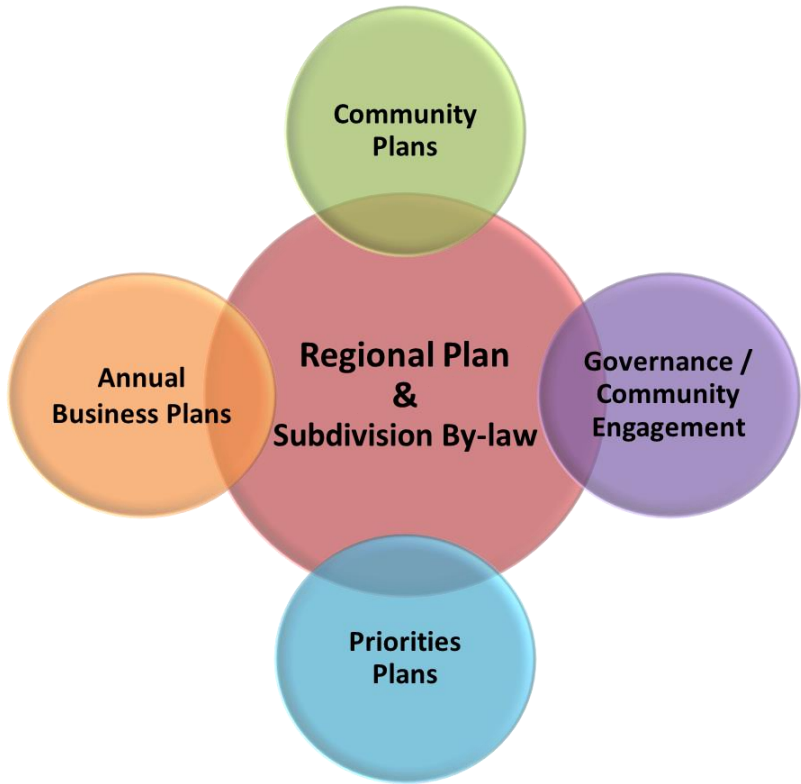 Community
Plans
Regional Plan
&
Subdivision By-law
Annual
Business Plans
Governance /
Community
Engagement
Priorities
Plans